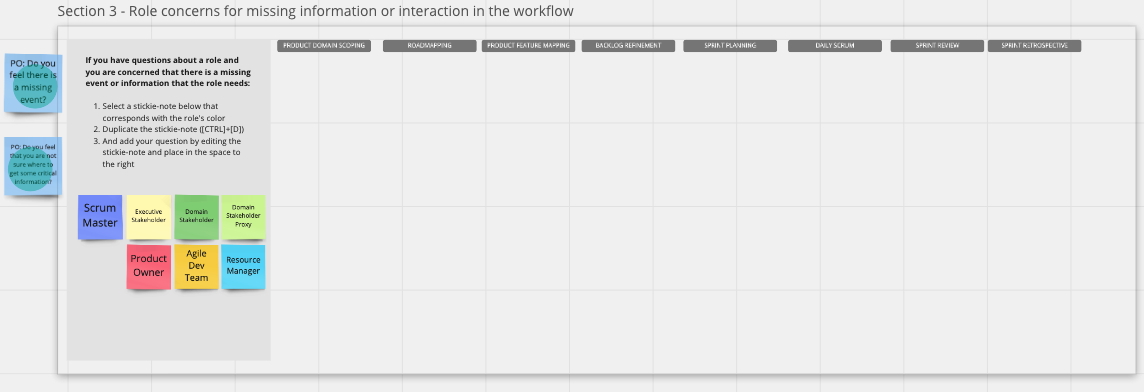 Section 3 - Role concerns for missing information or interaction in the workflow
PRODUCT DOMAIN SCOPING
ROADMAPPING
PRODUCT FEATURE MAPPING
BACKLOG REFINEMENT
SPRINT PLANNING
DAILY SCRUM
SPRINT REVIEW
SPRINT RETROSPECTIVE
PO: Do you
feel there is
a missing
event?
PO: Do you feel
that you are not
sure where to
get some critical
information?
If you have questions about a role and
you are concerned that there is a missing
event or information that the role needs:
1. Select a stickie-note below that
corresponds with the role's color
2. Duplicate the stickie-note ([CTRL]+[D])
3. And add your question by editing the
stickie-note and place in the space to
the right
Scrum
Master
Executive
Stakeholder
Domain
Stakeholder
Domain
Stakeholder
Proxy
Product
Owner
Agile
Dev
Team
Resource
Manager